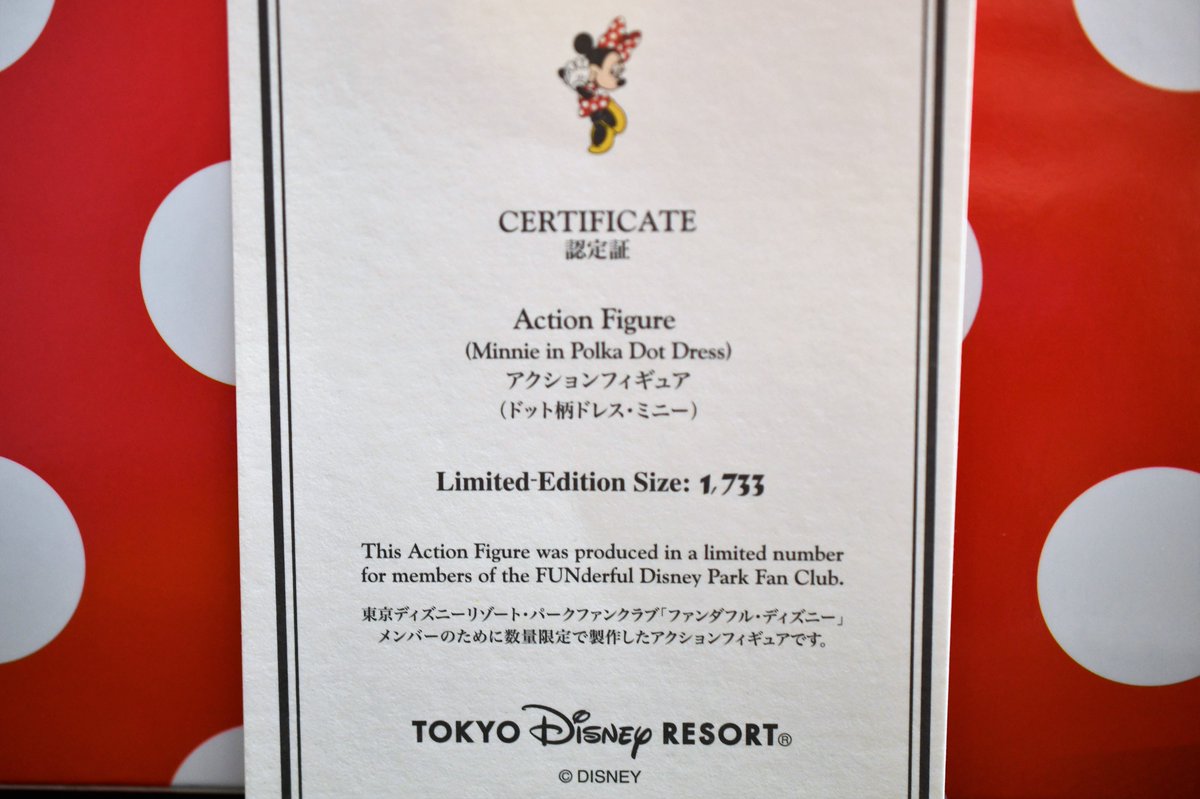 CERTIFICATE
認定証
Action Figure
(Minnie in Polka Dot Dress)
アクションフィギュア
（ドット柄ドレス・ミニー）
Limited-Edition Size: 1,733
This Action Figure was produced in a limited number
for members of the FUNderful Disney Park Fan Club.
東京ディズニーリゾート・パークファンクラブ「ファンダフル・ディズニー」
メンバーのために数量限定で製作したアクションフィギュアです。
TOKYO Disney RESORT®
© DISNEY